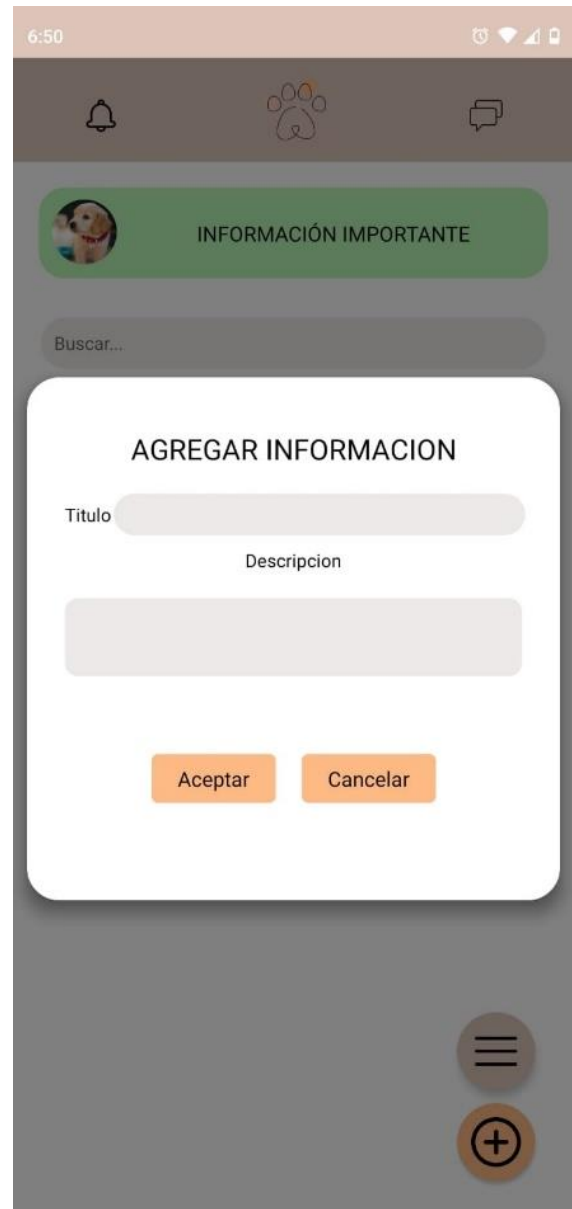 6:50
INFORMACIÓN IMPORTANTE
Buscar...
AGREGAR INFORMACION
Titulo
Descripcion
Aceptar Cancelar